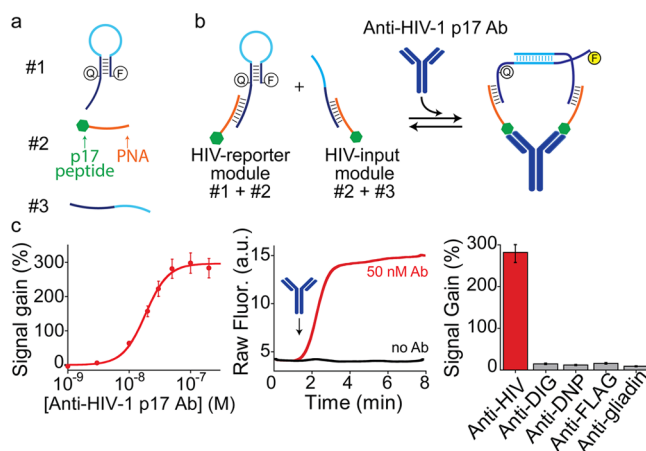 a
#1
Q
F
#2
p17
peptide
PNA
#3
b
Anti-HIV-1 p17 Ab
Q
F
+
HIV-reporter
module
#1 + #2
HIV-input
module
#2 + #3
Q
F
c
Signal gain (%)
300
200
100
0
10⁻⁹
10⁻⁸
10⁻⁷
[Anti-HIV-1 p17 Ab] (M)
Raw Fluor. (a.u.)
15
10
5
50 nM Ab
no Ab
0
2
4
6
8
Time (min)
Signal Gain (%)
300
200
100
0
Anti-HIV
Anti-DIG
Anti-DNP
Anti-FLAG
Anti-gliadin